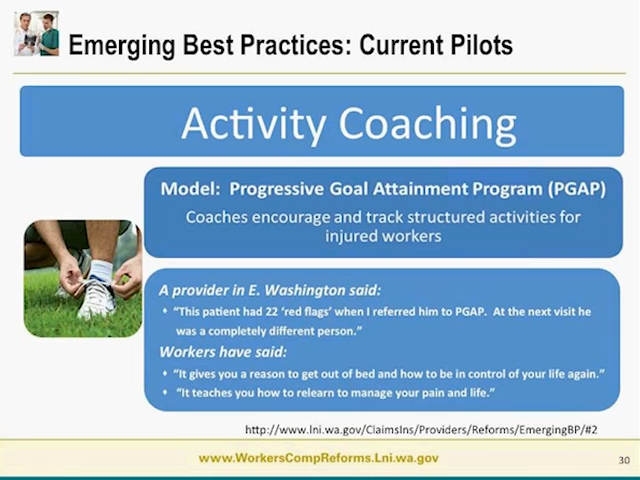 Emerging Best Practices: Current Pilots
Activity Coaching
Model: Progressive Goal Attainment Program (PGAP)
Coaches encourage and track structured activities for
injured workers
A provider in E. Washington said:
“This patient had 22 ‘red flags’ when I referred him to PGAP. At the next visit he
was a completely different person.”
Workers have said:
“It gives you a reason to get out of bed and how to be in control of your life again.”
“It teaches you how to relearn to manage your pain and life.”
http://www.lni.wa.gov/ClaimsIns/Providers/Reforms/EmergingBP/#2
www.WorkersCompReforms.Lni.wa.gov
30